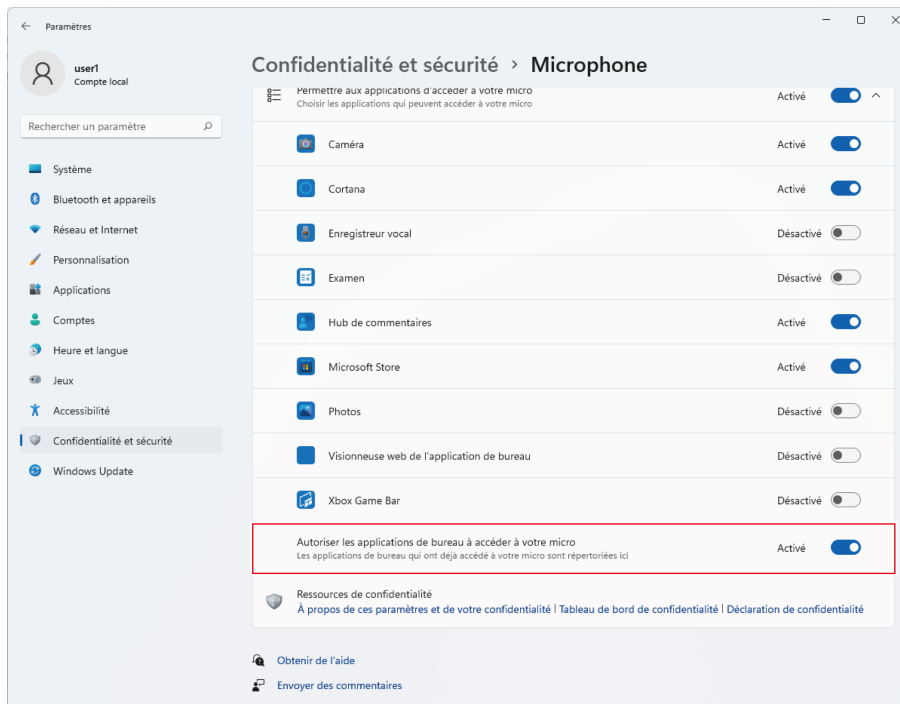 Paramètres
user1
Compte local
Rechercher un paramètre
Système
Bluetooth et appareils
Réseau et Internet
Personnalisation
Applications
Comptes
Heure et langue
Jeux
Accessibilité
Confidentialité et sécurité
Windows Update
Confidentialité et sécurité > Microphone
Permettre aux applications d'accéder à votre micro
Choisir les applications qui peuvent accéder à votre micro
Activé
Caméra Activé
Cortana Activé
Enregistreur vocal Désactivé
Examen Désactivé
Hub de commentaires Activé
Microsoft Store Activé
Photos Désactivé
Visionneuse web de l'application de bureau Désactivé
Xbox Game Bar Désactivé
Autoriser les applications de bureau à accéder à votre micro
Les applications de bureau qui ont déjà accédé à votre micro sont répertoriées ici
Activé
Ressources de confidentialité
À propos de ces paramètres et de votre confidentialité | Tableau de bord de confidentialité | Déclaration de confidentialité
Obtenir de l'aide
Envoyer des commentaires